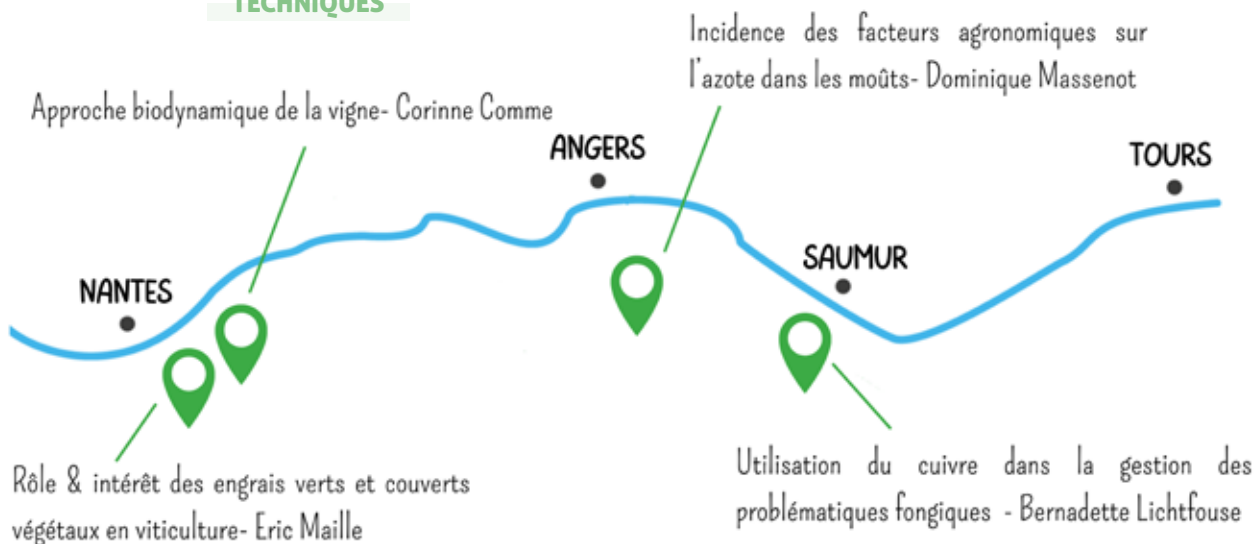 TECHNIQUES
Incidence des facteurs agronomiques sur
l'azote dans les moûts- Dominique Massenot
Approche biodynamique de la vigne- Corinne Comme
ANGERS
TOURS
SAUMUR
NANTES
Rôle & intérêt des engrais verts et couverts
végétaux en viticulture- Eric Maille
Utilisation du cuivre dans la gestion des
problématiques fongiques - Bernadette Lichtfouse